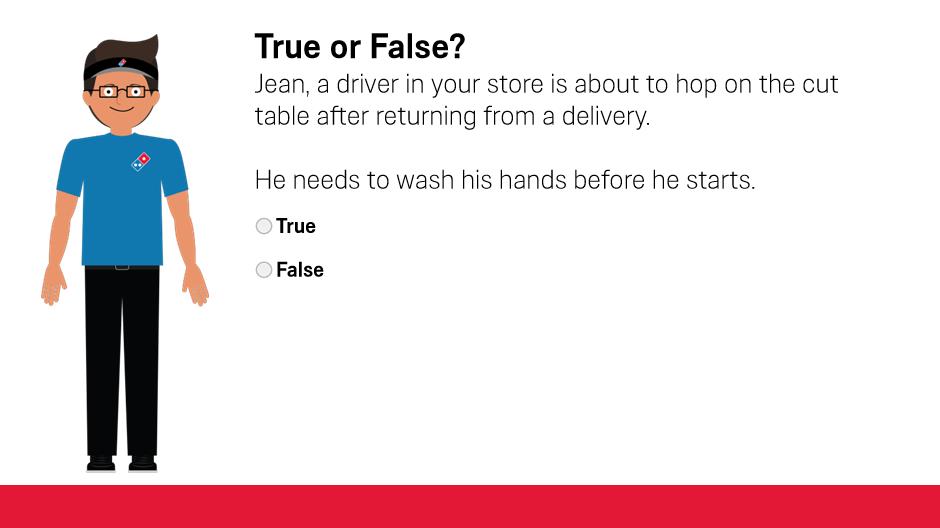 True or False?
Jean, a driver in your store is about to hop on the cut
table after returning from a delivery.
He needs to wash his hands before he starts.
True
False